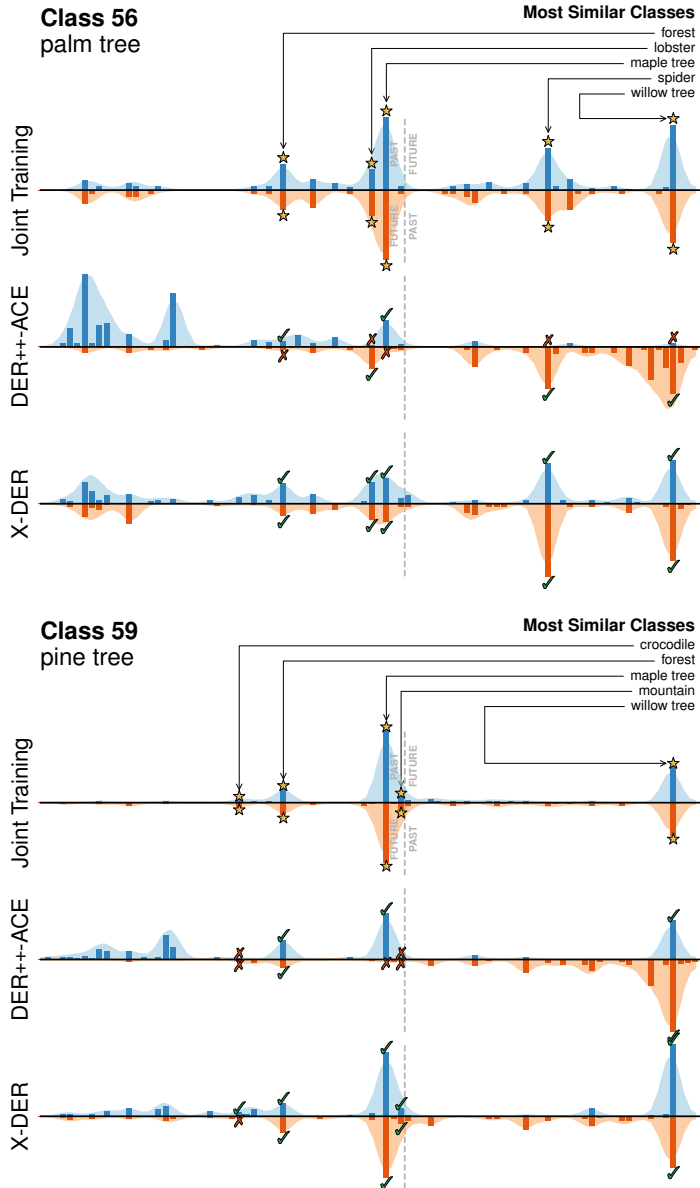 Class 56
palm tree
Most Similar Classes
forest
lobster
maple tree
spider
willow tree
Joint Training
PAST
FUTURE
FUTURE
PAST
DER++-ACE
X-DER
Class 59
pine tree
Most Similar Classes
crocodile
forest
maple tree
mountain
willow tree
Joint Training
PAST
FUTURE
FUTURE
PAST
DER++-ACE
X-DER